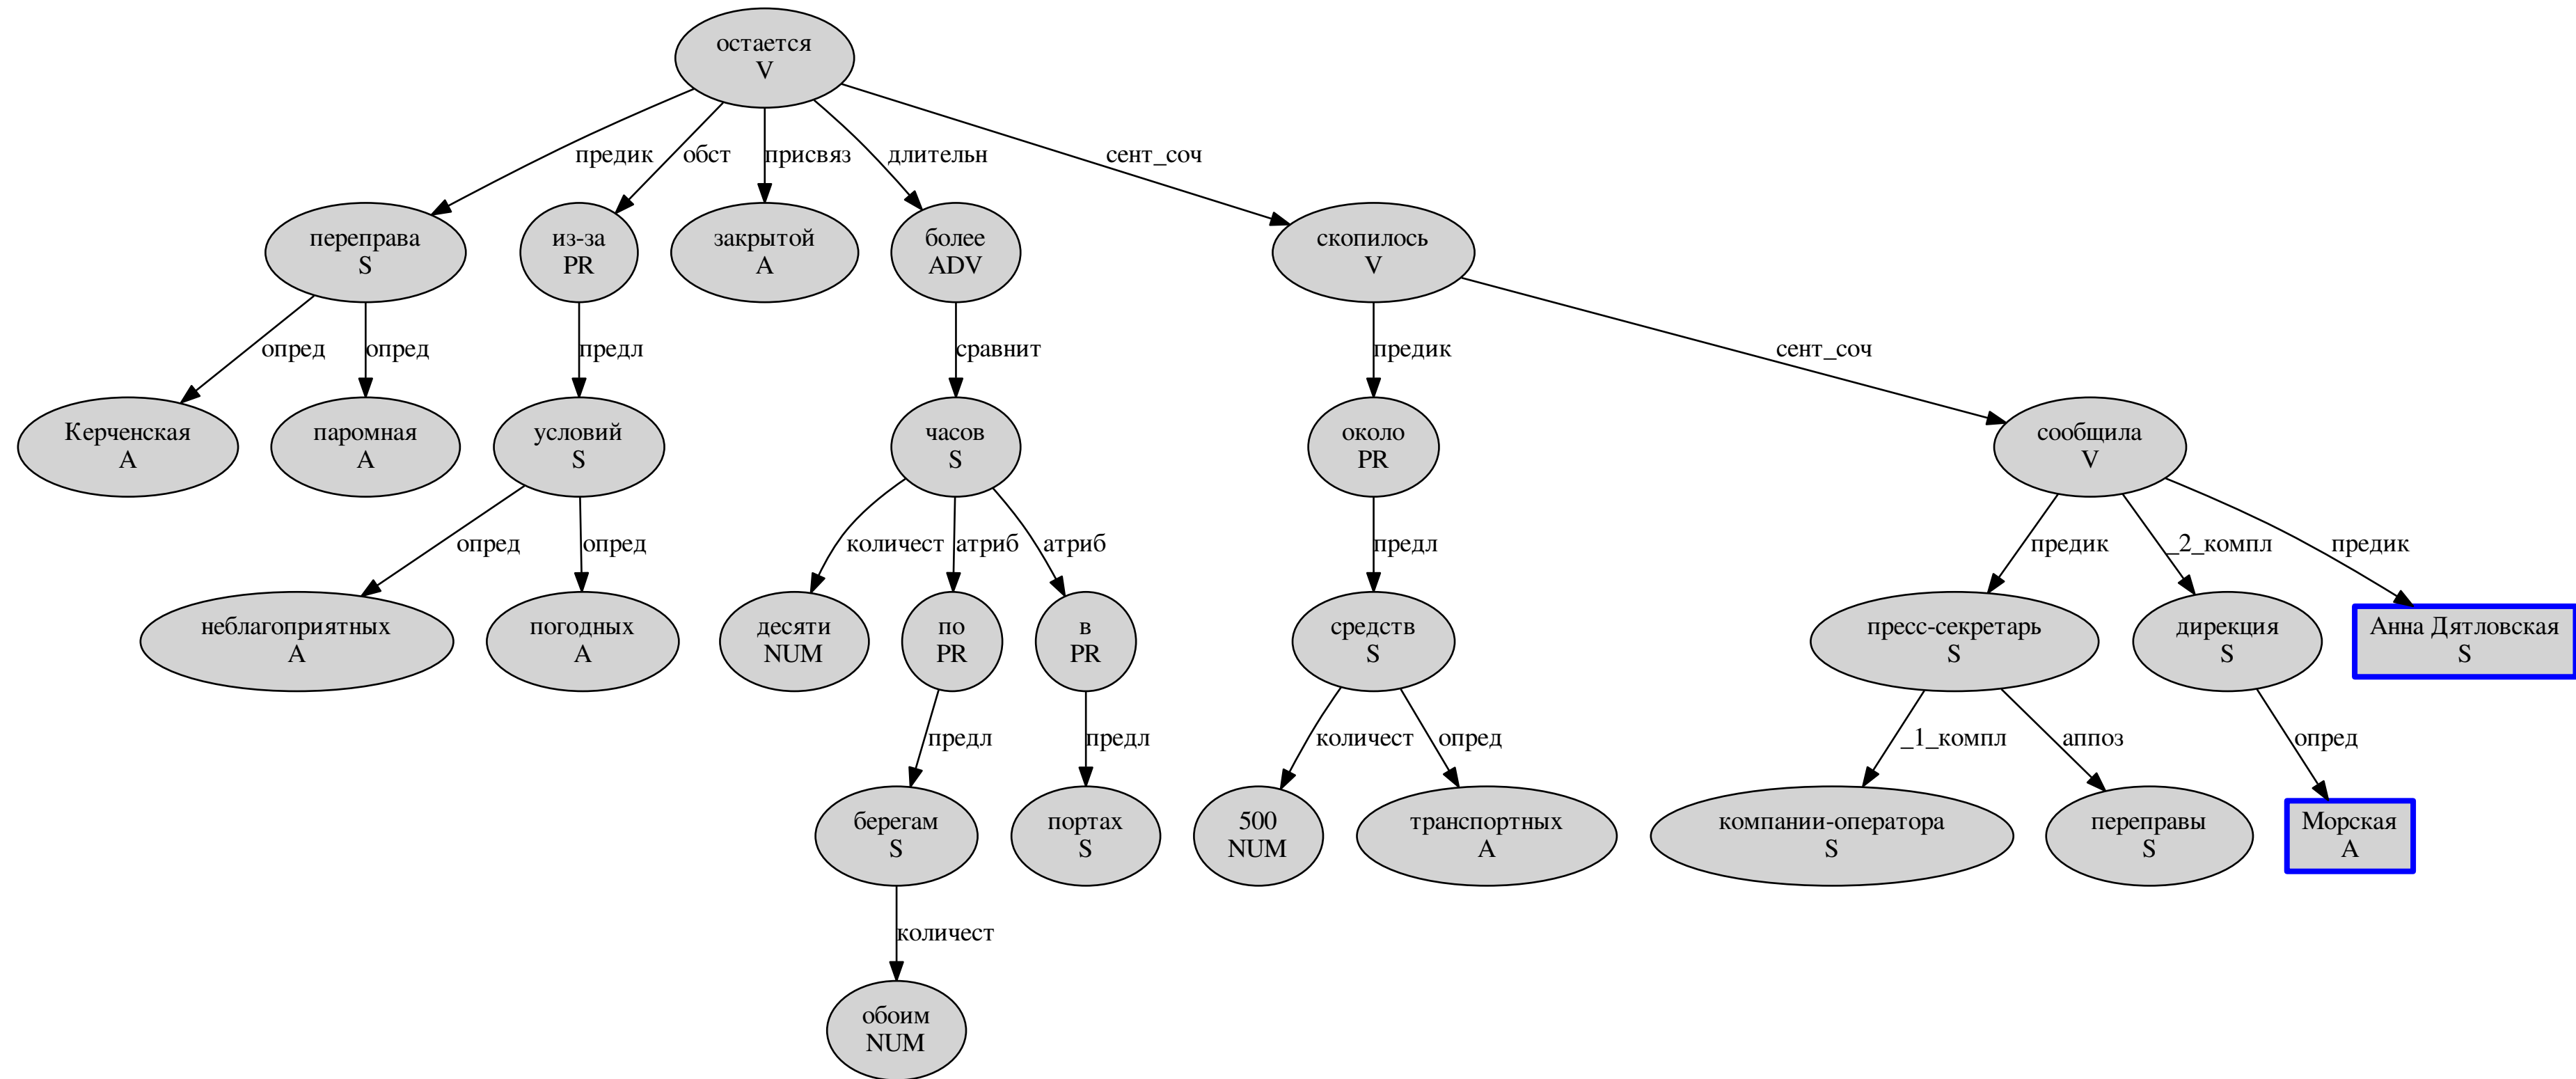 остается
V
предик
обст
присвяз
длительн
сент_соч
переправа
S
из-за
PR
закрытой
A
более
ADV
скопилось
V
опред
опред
предл
сравнит
предик
сент_соч
Керченская
A
паромная
A
условий
S
часов
S
около
PR
сообщила
V
опред
опред
количест
атриб
атриб
предл
предик
_2_компл
предик
неблагоприятных
A
погодных
A
десяти
NUM
по
PR
в
PR
средств
S
пресс-секретарь
S
дирекция
S
Анна Дятловская
S
предл
предл
количест
опред
_1_компл
аппоз
опред
берегам
S
портах
S
500
NUM
транспортных
A
компании-оператора
S
переправы
S
Морская
A
количест
обоим
NUM